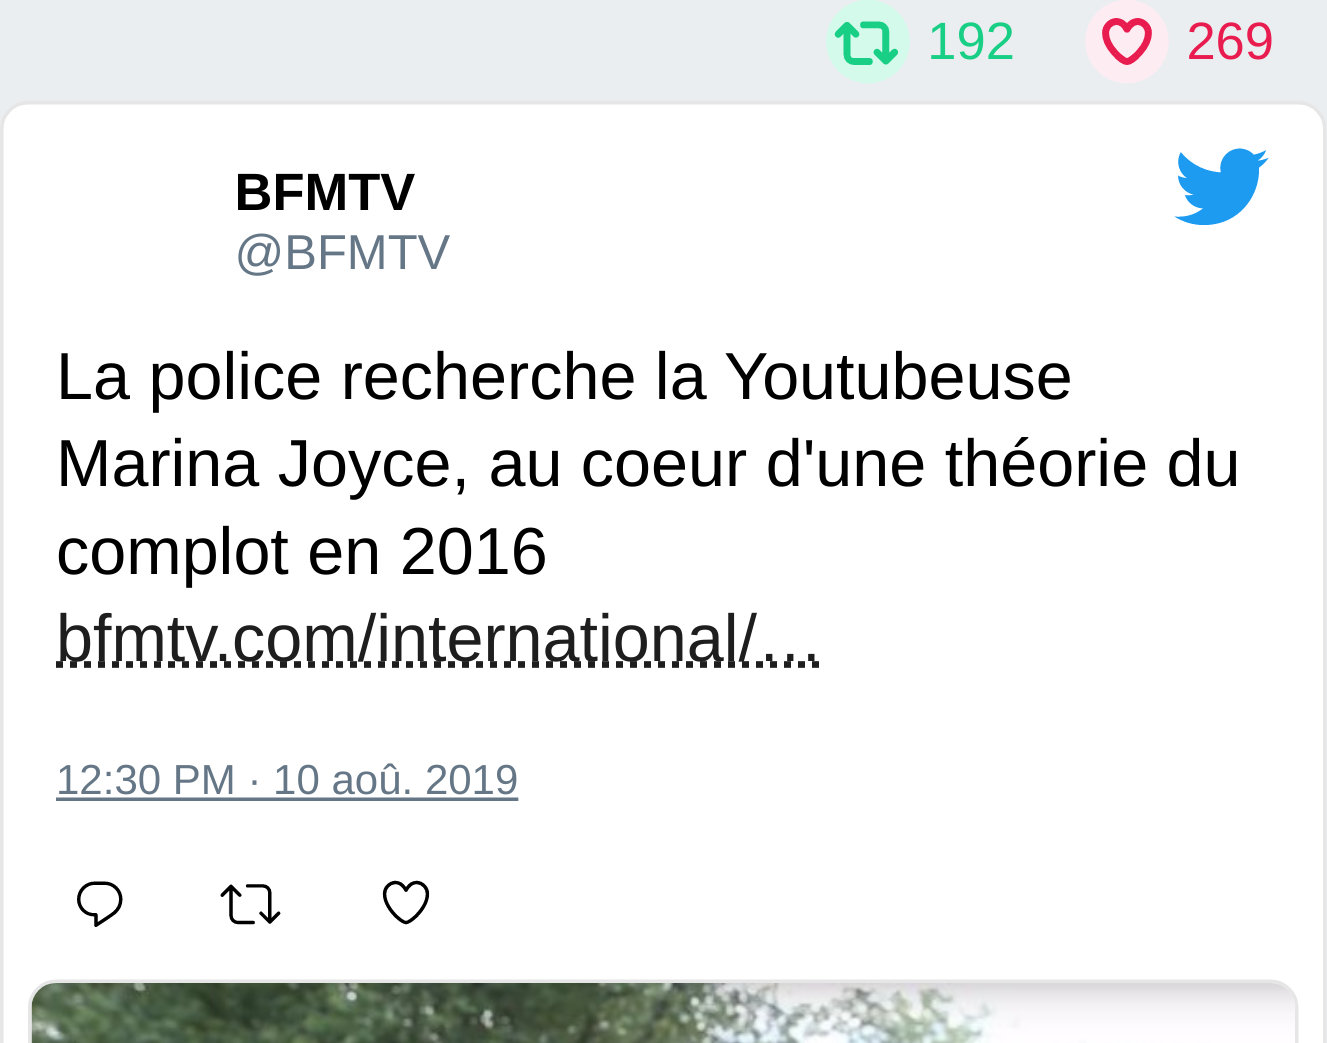 192 269
BFMTV
@BFMTV
La police recherche la Youtubeuse
Marina Joyce, au coeur d'une théorie du
complot en 2016
bfmtv.com/international/…
12:30 PM · 10 aoû. 2019